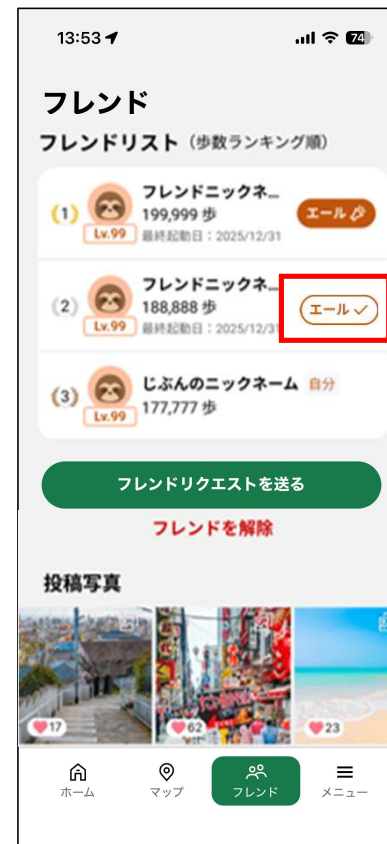 13:53
74
フレンド
フレンドリスト（歩数ランキング順）
(1)
Lv.99
フレンドニックネ...
199,999 歩
最終起動日：2025/12/31
エール
(2)
Lv.99
フレンドニックネ...
188,888 歩
最終起動日：2025/12/31
エール
(3)
Lv.99
じぶんのニックネーム 自分
177,777 歩
フレンドリクエストを送る
フレンドを解除
投稿写真
17
62
23
ホーム
マップ
フレンド
メニュー